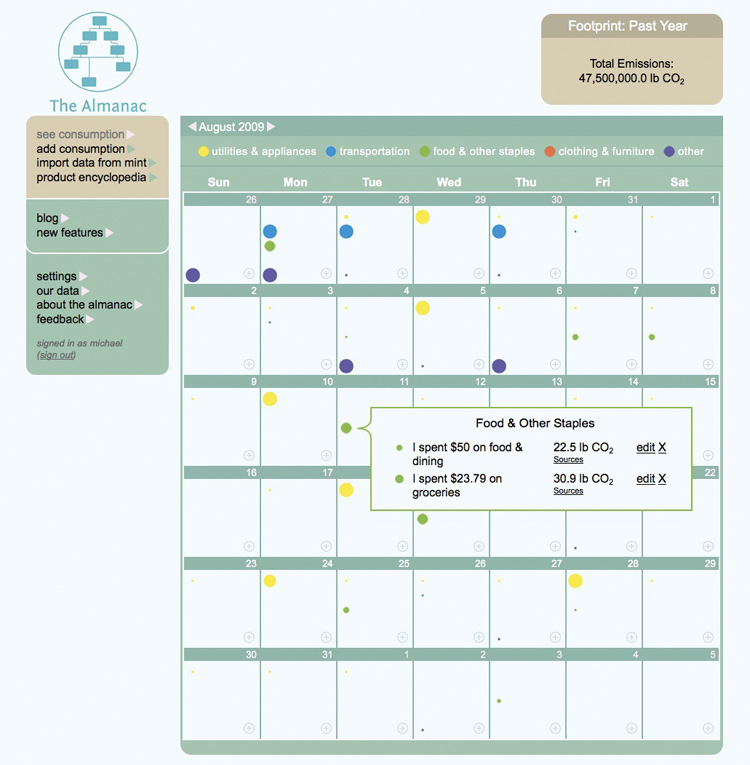 Footprint: Past Year
Total Emissions:
47,500,000.0 lb CO₂
The Almanac
see consumption
add consumption
import data from mint
product encyclopedia
blog
new features
settings
our data
about the almanac
feedback
signed in as michael
(sign out)
August 2009
utilities & appliances transportation food & other staples clothing & furniture other
Sun Mon Tue Wed Thu Fri Sat
26 27 28 29 30 31 1
2 3 4 5 6 7 8
9 10 11 12 13 14 15
Food & Other Staples
I spent $50 on food & 22.5 lb CO₂ edit X
dining Sources
I spent $23.79 on 30.9 lb CO₂ edit X
groceries Sources
16 17 22
23 24 25 26 27 28 29
30 31 1 2 3 4 5